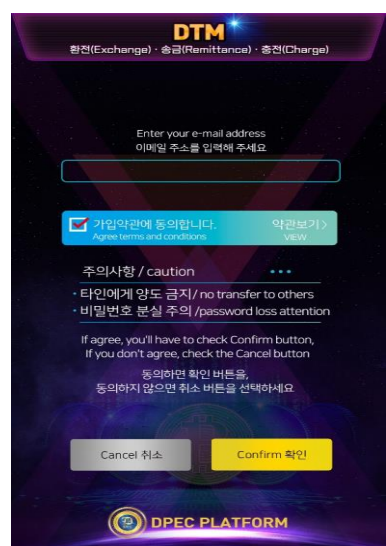 DTM
환전(Exchange) · 송금(Remittance) · 충전(Charge)
Enter your e-mail address
이메일 주소를 입력해 주세요
가입약관에 동의합니다. 약관보기 >
Agree terms and conditions VIEW
주의사항 / caution
· 타인에게 양도 금지/ no transfer to others
· 비밀번호 분실 주의 /password loss attention
If agree, you'll have to check Confirm button,
If you don't agree, check the Cancel button
동의하면 확인 버튼을,
동의하지 않으면 취소 버튼을 선택하세요
Cancel 취소 Confirm 확인
DPEC PLATFORM